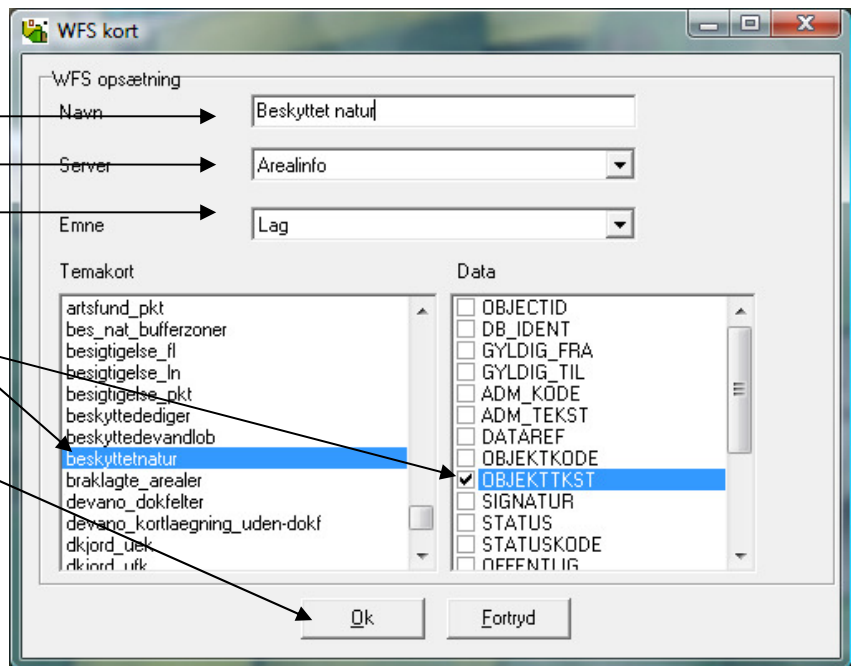 WFS kort
WFS opsætning
Navn
Beskyttet natur
Server
Arealinfo
Emne
Lag
Temakort
artsfund_pkt
bes_nat_bufferzoner
besigtigelse_fl
besigtigelse_ln
besigtigelse_pkt
beskyttedediger
beskyttedevandlob
beskyttetnatur
braklagte_arealer
devano_dokfelter
devano_kortlaegning_uden-dokf
dkjord_uek
dkjord_ufk
Data
OBJECTID
DB_IDENT
GYLDIG_FRA
GYLDIG_TIL
ADM_KODE
ADM_TEKST
DATAREF
OBJEKTKODE
OBJEKTTKST
SIGNATUR
STATUS
STATUSKODE
OFFENTLIG
Ok
Fortryd